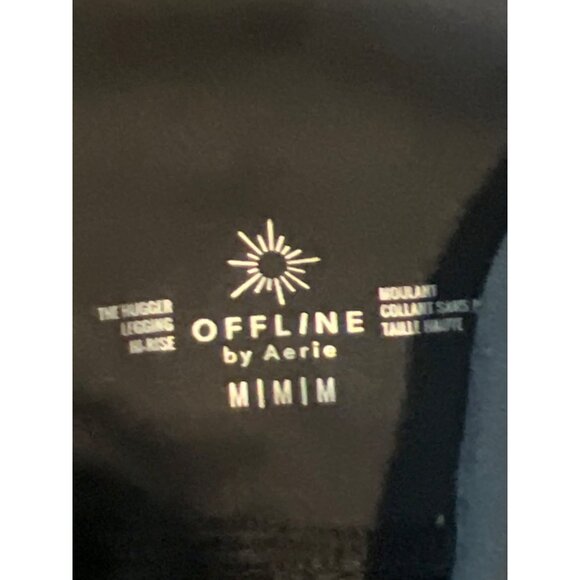 THE HUGGER
LEGGING
HI-RISE
OFFLINE
by Aerie
M|M|M
MOULANT
COLLANT SANS
TAILLE HAUTE